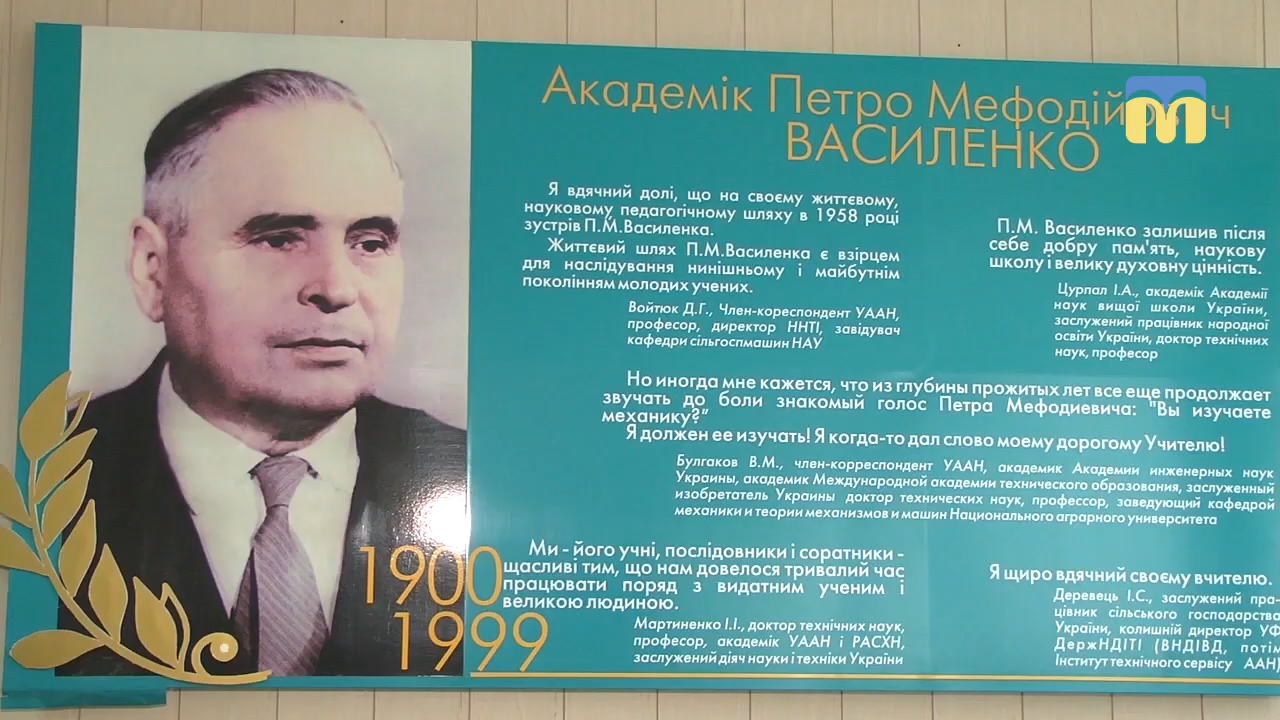 Академік Петро Мефодійович
ВАСИЛЕНКО
Я вдячний долі, що на своєму життєвому,
науковому педагогічному шляху в 1958 році
зустрів П.М.Василенка.
Життєвий шлях П.М.Василенка є взірцем
для наслідування нинішньому і майбутнім
поколінням молодих учених.
Войтюк Д.Г., Член-кореспондент УААН,
професор, директор ННТІ, завідувач
кафедри сільгоспмашин НАУ
П.М. Василенко залишив після
себе добру пам'ять, наукову
школу і велику духовну цінність.
Цурпал І.А., академік Академії
наук вищої школи України,
заслужений працівник народної
освіти України, доктор технічних
наук, професор
Но иногда мне кажется, что из глубины прожитых лет все еще продолжает
звучать до боли знакомый голос Петра Мефодиевича: "Вы изучаете
механику?"
Я должен ее изучать! Я когда-то дал слово моему дорогому Учителю!
Булгаков В.М., член-корреспондент УААН, академик Академии инженерных наук
Украины, академик Международной академии технического образования, заслуженный
изобретатель Украины доктор технических наук, профессор, заведующий кафедрой
механики и теории механизмов и машин Национального аграрного университета
Ми - його учні, послідовники і соратники -
щасливі тим, що нам довелося тривалий час
працювати поряд з видатним ученим і
великою людиною.
Мартиненко І.І., доктор технічних наук,
професор, академік УААН і РАСХН,
заслужений діяч науки і техніки України
Я щиро вдячний своєму вчителю.
Деревець І.С., заслужений пра-
цівник сільського господарства
України, колишній директор УФ
ДержНДІТІ (ВНДІВД, потім
Інститут технічного сервісу ААН)
1900
1999